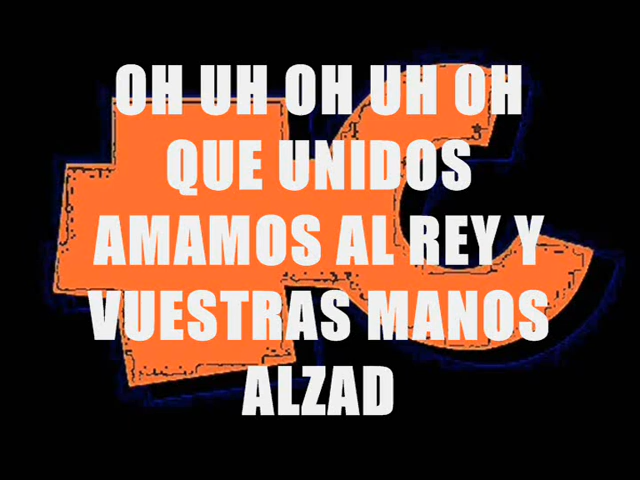 OH UH OH UH OH
QUE UNIDOS
AMAMOS AL REY Y
VUESTRAS MANOS
ALZAD